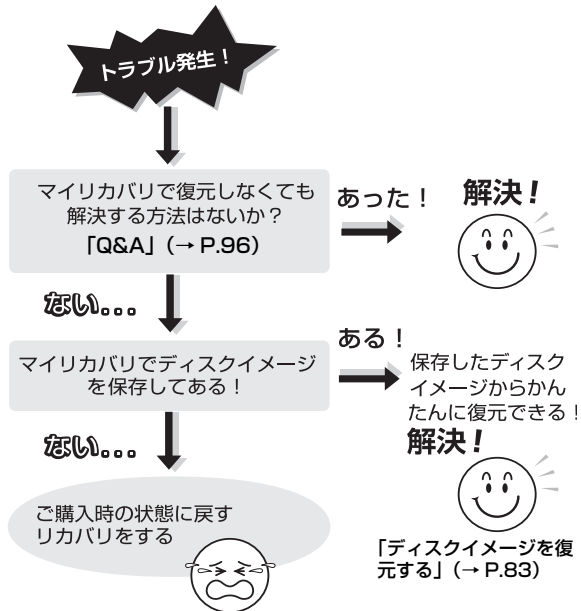 トラブル発生！
マイリカバリで復元しなくても
解決する方法はないか？
「Q&A」（→ P.96）
あった！
解決！
ない...
マイリカバリでディスクイメージ
を保存してある！
ある！
保存したディスク
イメージからかん
たんに復元できる！
解決！
「ディスクイメージを復
元する」（→ P.83）
ない...
ご購入時の状態に戻す
リカバリをする